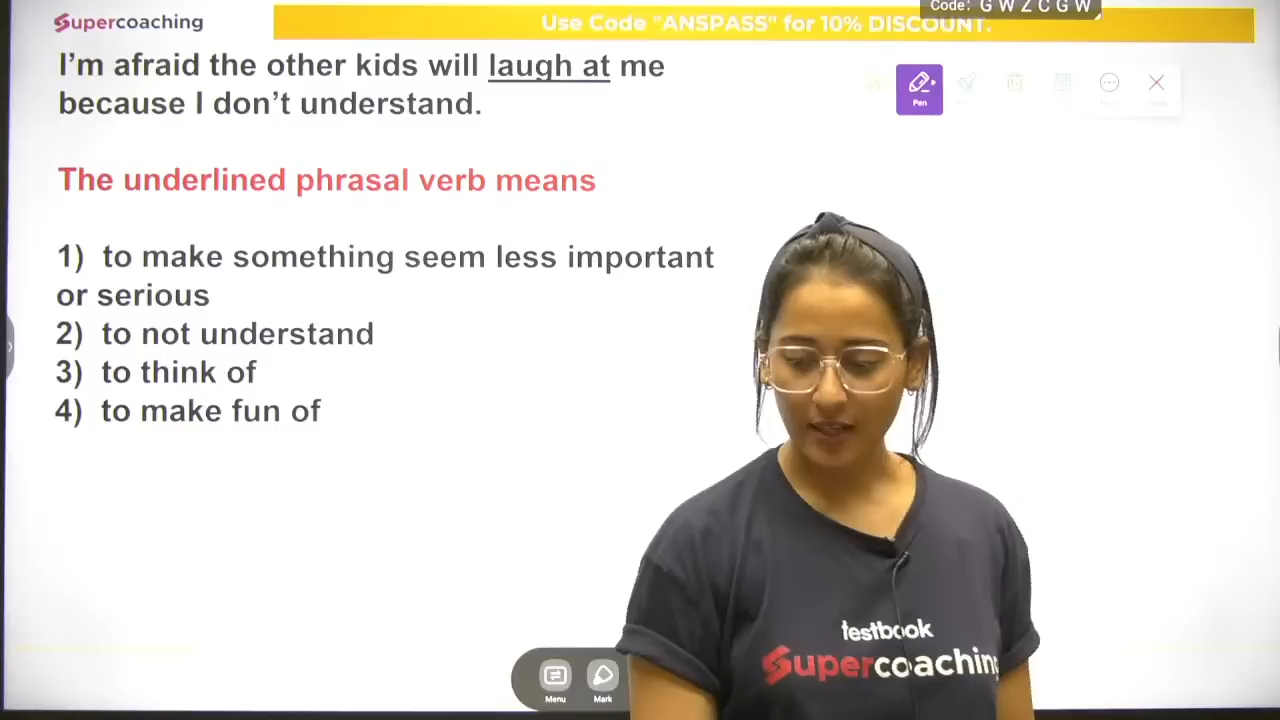 Supercoaching
Use Code "ANSPASS" for 10% DISCOUNT.
Code: G W Z C G W
I'm afraid the other kids will laugh at me
because I don't understand.
Pen
The underlined phrasal verb means
1) to make something seem less important
or serious
2) to not understand
3) to think of
4) to make fun of
testbook
Supercoaching
Menu
Mark